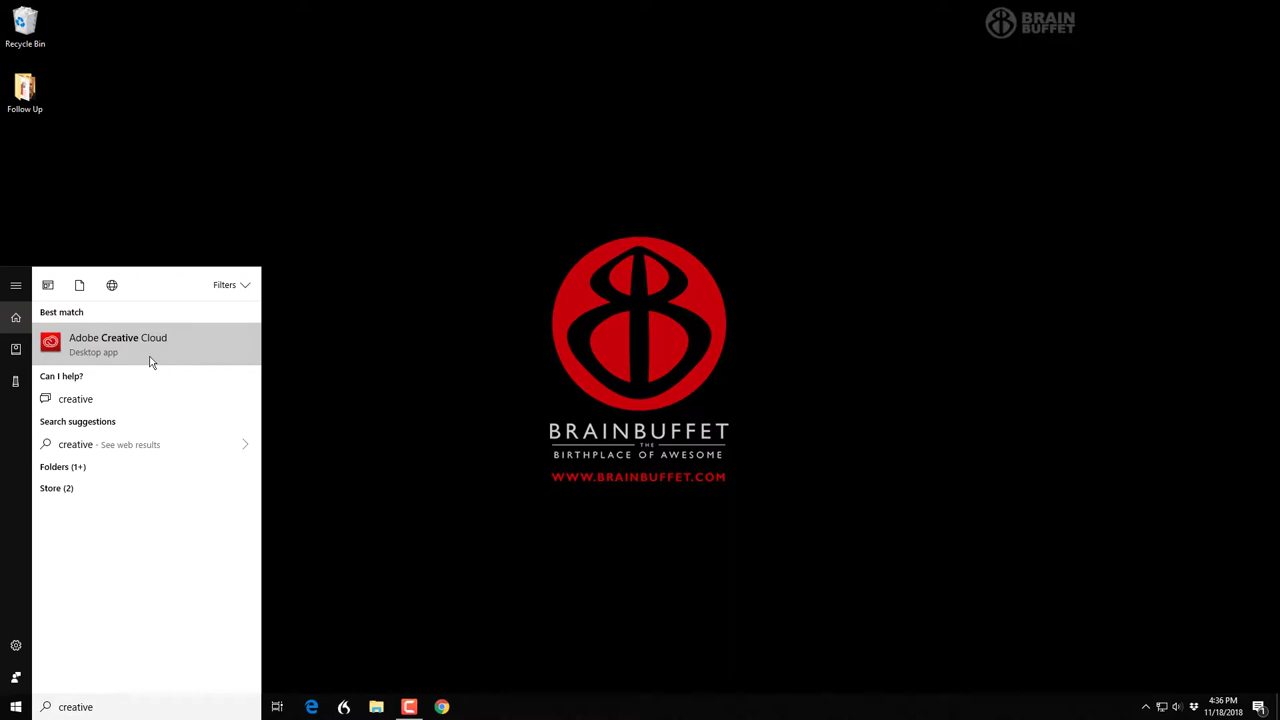 Recycle Bin
Follow Up
BRAIN
BUFFET
Filters
Best match
Adobe Creative Cloud
Desktop app
Can I help?
creative
Search suggestions
creative - See web results
Folders (1+)
Store (2)
creative
BRAINBUFFET
THE
BIRTHPLACE OF AWESOME
WWW.BRAINBUFFET.COM
4:36 PM
11/18/2018
1